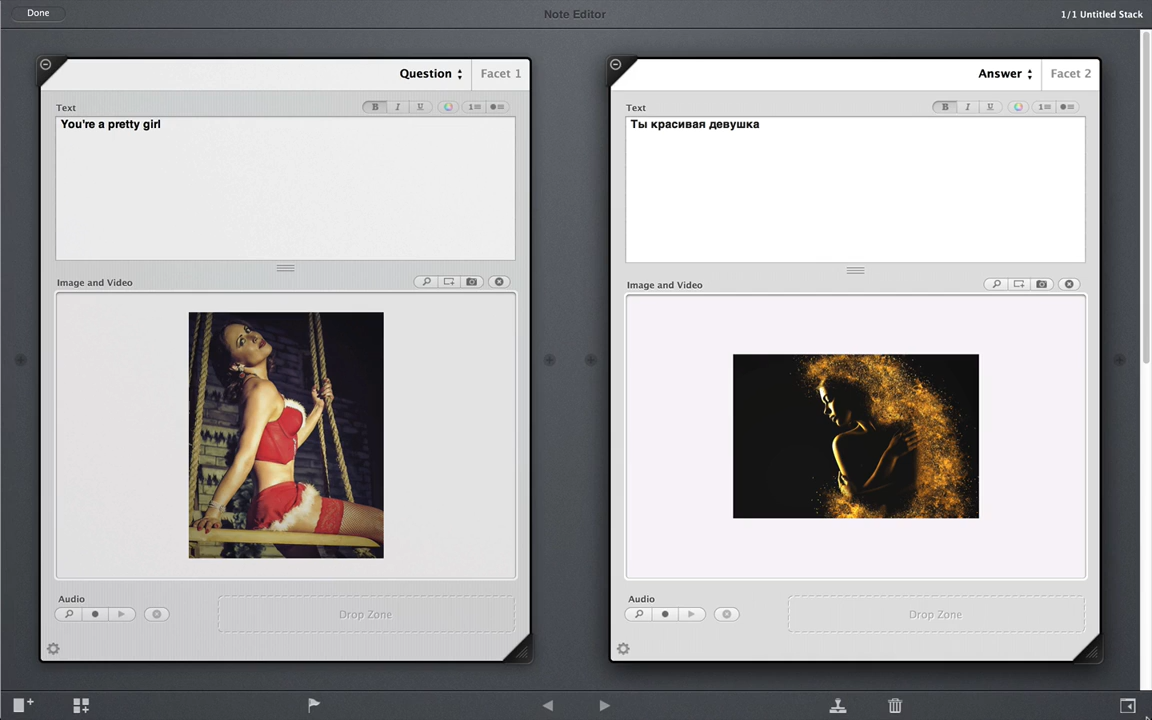 Done
Note Editor
1/1 Untitled Stack
Question
Facet 1
Text
B I U
You're a pretty girl
Image and Video
Audio
Drop Zone
Answer
Facet 2
Text
B I U
Ты красивая девушка
Image and Video
Audio
Drop Zone